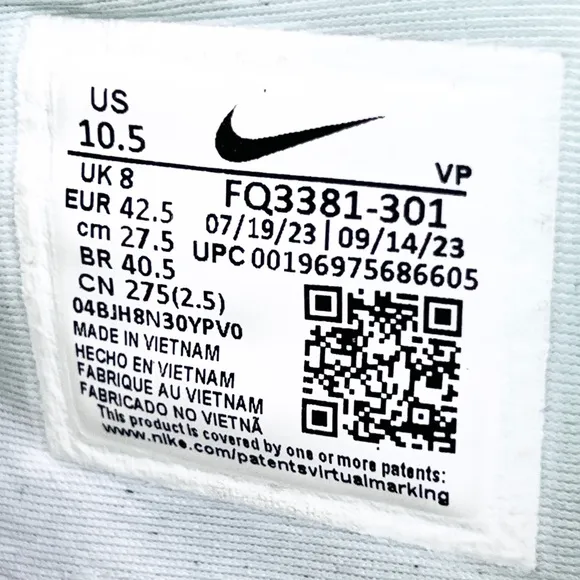 US
10.5
VP
UK 8
EUR 42.5
cm 27.5
BR 40.5
CN 275(2.5)
FQ3381-301
07/19/23 | 09/14/23
UPC 00196975686605
04BJH8N30YPV0
MADE IN VIETNAM
HECHO EN VIETNAM
FABRIQUE AU VIETNAM
FABRICADO NO VIETNÃ
This product is covered by one or more patents:
www.nike.com/patentsvirtualmarking